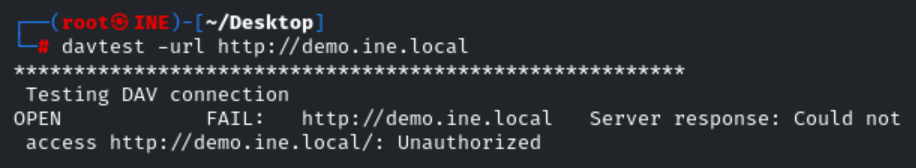 ┌──(root㉿INE)-[~/Desktop]
└─# davtest -url http://demo.ine.local
********************************************************
 Testing DAV connection
OPEN            FAIL:   http://demo.ine.local   Server response: Could not
 access http://demo.ine.local/: Unauthorized